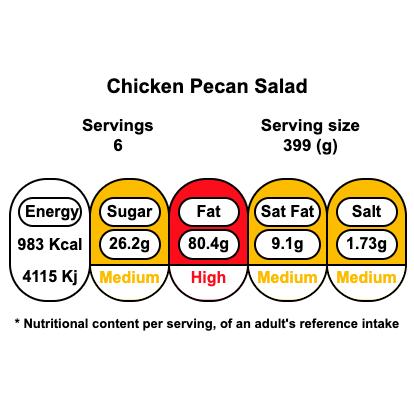 Chicken Pecan Salad
Servings
6
Serving size
399 (g)
Energy
983 Kcal
4115 Kj
Sugar
26.2g
Medium
Fat
80.4g
High
Sat Fat
9.1g
Medium
Salt
1.73g
Medium
* Nutritional content per serving, of an adult's reference intake